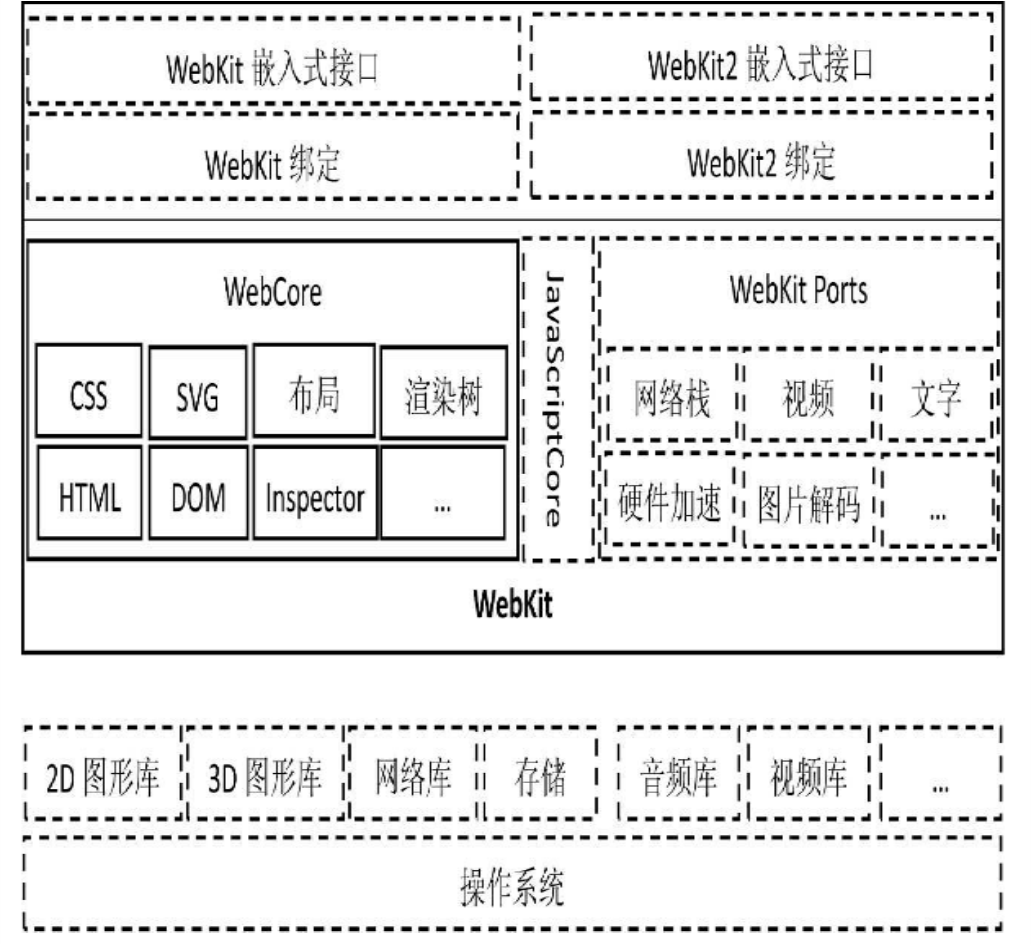 WebKit 嵌入式接口
WebKit2 嵌入式接口
WebKit 绑定
WebKit2 绑定
WebCore
CSS
SVG
布局
渲染树
HTML
DOM
Inspector
...
JavaScriptCore
WebKit Ports
网络栈
视频
文字
硬件加速
图片解码
...
WebKit
2D 图形库
3D 图形库
网络库
存储
音频库
视频库
...
操作系统